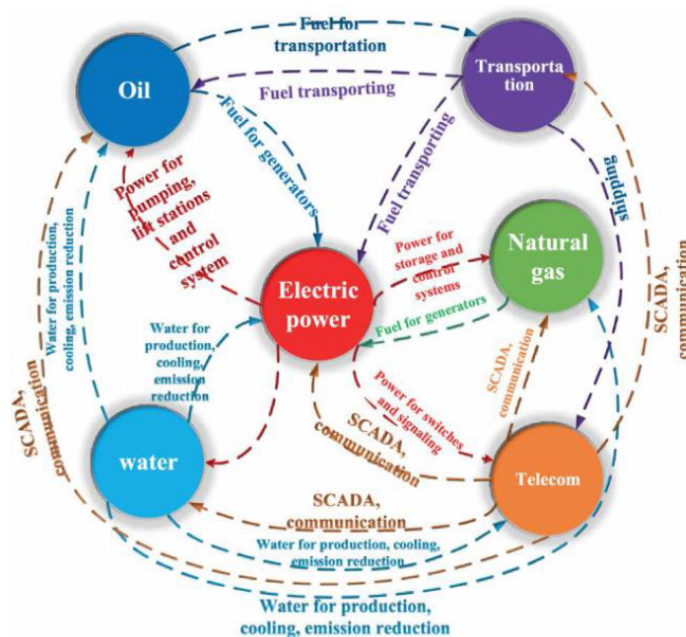 Fuel for
transportation
Oil
Transporta
tion
Fuel transporting
Fuel for generators
Fuel transporting
shipping
Power for
pumping,
lift stations
and
control
system
Water for production,
cooling, emission reduction
Natural
gas
Power for
storage and
control
systems
Electric
power
Fuel for generators
SCADA,
communication
Water for
production,
cooling,
emission
reduction
SCADA,
communication
Power for switches
and signaling
SCADA,
communication
SCADA,
communication
water
Telecom
SCADA,
communication
Water for production, cooling,
emission reduction
Water for production,
cooling, emission reduction